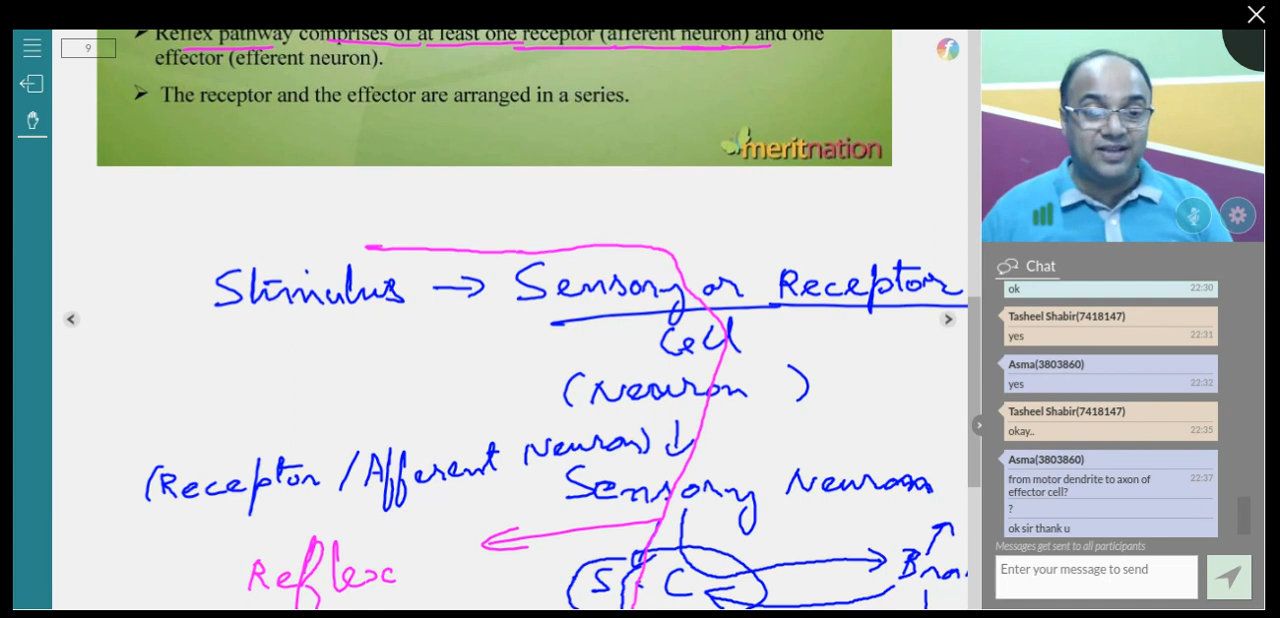 9
Reflex pathway comprises of at least one receptor (afferent neuron) and one
effector (efferent neuron).
The receptor and the effector are arranged in a series.
meritnation
Stimulus → Sensory or Receptor
Cell
(Neuron )
(Receptor / Afferent Neuron) ↓
Sensory Neuron
Reflex
Chat
ok 22:30
Tasheel Shabir(7418147)
yes 22:31
Asma(3803860)
yes 22:32
Tasheel Shabir(7418147)
okay.. 22:35
Asma(3803860)
from motor dendrite to axon of 22:37
effector cell?
?
ok sir thank u
Messages get sent to all participants
Enter your message to send